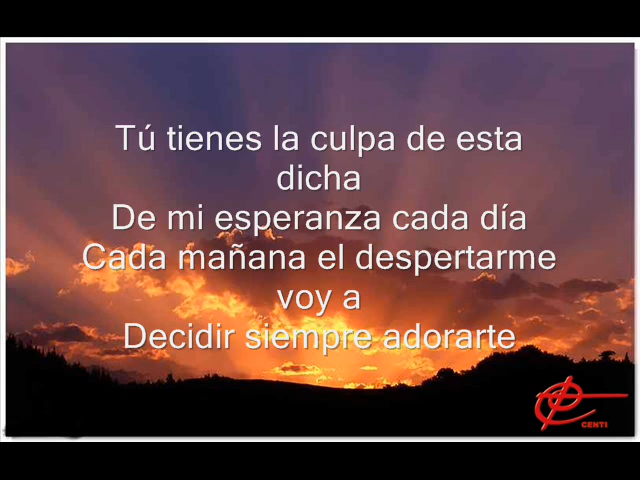 Tú tienes la culpa de esta
dicha
De mi esperanza cada día
Cada mañana el despertarme
voy a
Decidir siempre adorarte
CENTI